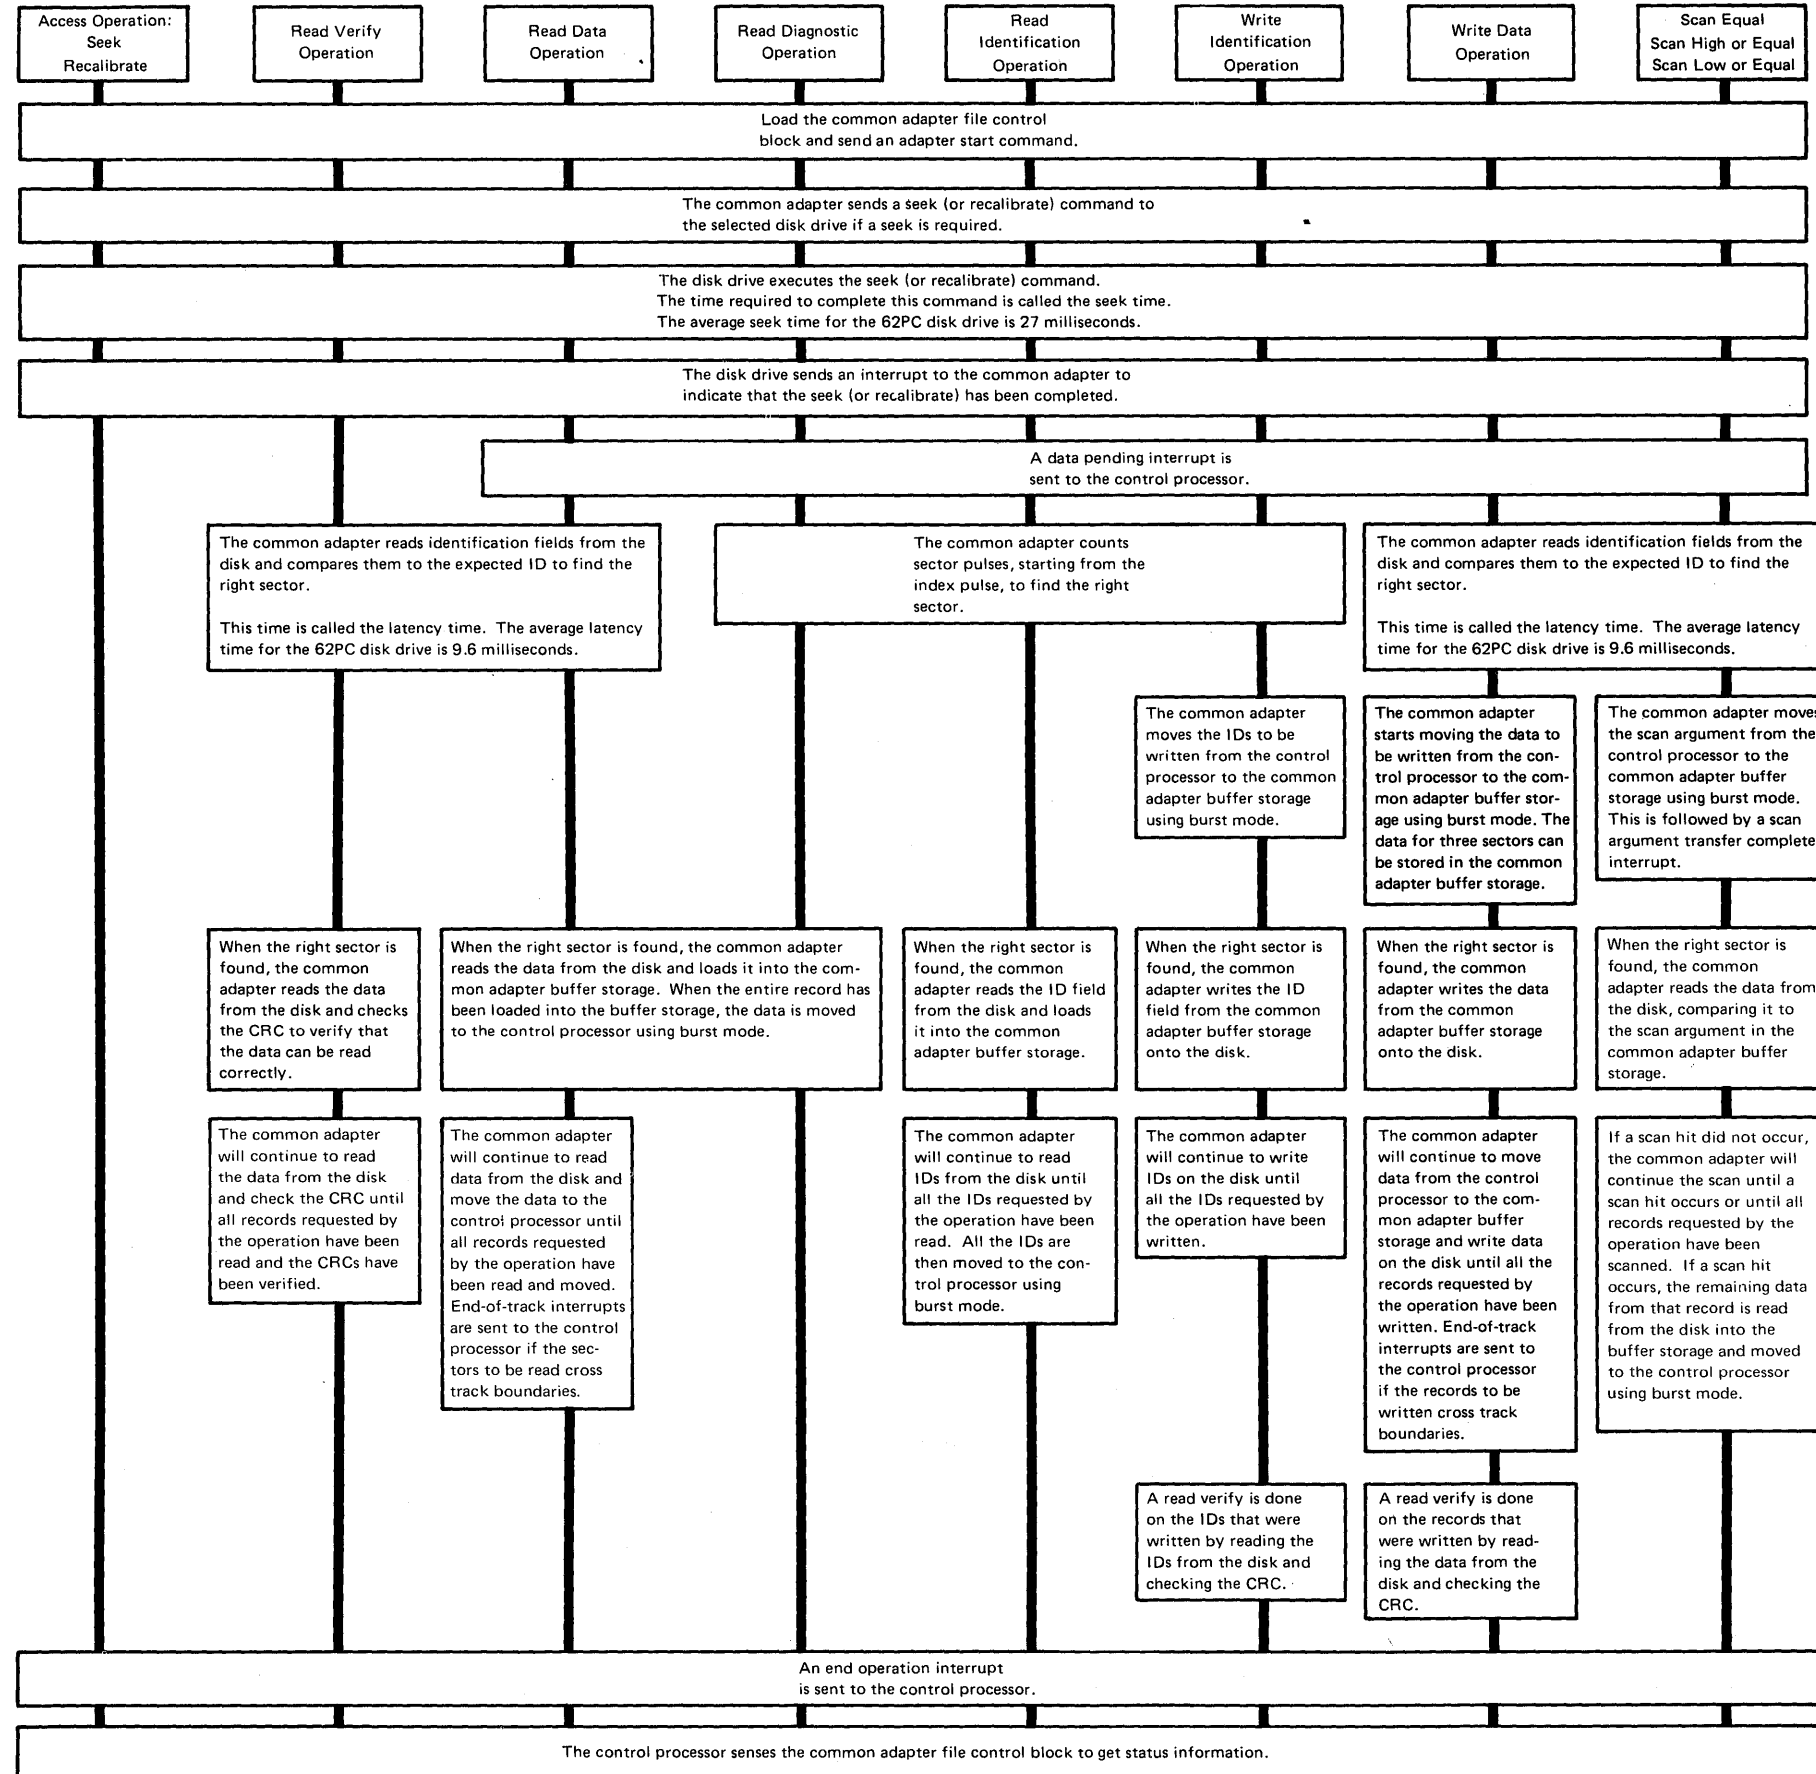 Access Operation:
Seek
Recalibrate
Read Verify
Operation
Read Data
Operation
Read Diagnostic
Operation
Read
Identification
Operation
Write
Identification
Operation
Write Data
Operation
Scan Equal
Scan High or Equal
Scan Low or Equal
Load the common adapter file control
block and send an adapter start command.
The common adapter sends a seek (or recalibrate) command to
the selected disk drive if a seek is required.
The disk drive executes the seek (or recalibrate) command.
The time required to complete this command is called the seek time.
The average seek time for the 62PC disk drive is 27 milliseconds.
The disk drive sends an interrupt to the common adapter to
indicate that the seek (or recalibrate) has been completed.
A data pending interrupt is
sent to the control processor.
The common adapter reads identification fields from the
disk and compares them to the expected ID to find the
right sector.
This time is called the latency time. The average latency
time for the 62PC disk drive is 9.6 milliseconds.
The common adapter counts
sector pulses, starting from the
index pulse, to find the right
sector.
The common adapter reads identification fields from the
disk and compares them to the expected ID to find the
right sector.
This time is called the latency time. The average latency
time for the 62PC disk drive is 9.6 milliseconds.
The common adapter
moves the IDs to be
written from the control
processor to the common
adapter buffer storage
using burst mode.
The common adapter
starts moving the data to
be written from the con-
trol processor to the com-
mon adapter buffer stor-
age using burst mode. The
data for three sectors can
be stored in the common
adapter buffer storage.
The common adapter moves
the scan argument from the
control processor to the
common adapter buffer
storage using burst mode.
This is followed by a scan
argument transfer complete
interrupt.
When the right sector is
found, the common
adapter reads the data
from the disk and checks
the CRC to verify that
the data can be read
correctly.
When the right sector is found, the common adapter
reads the data from the disk and loads it into the com-
mon adapter buffer storage. When the entire record has
been loaded into the buffer storage, the data is moved
to the control processor using burst mode.
When the right sector is
found, the common
adapter reads the ID field
from the disk and loads
it into the common
adapter buffer storage.
When the right sector is
found, the common
adapter writes the ID
field from the common
adapter buffer storage
onto the disk.
When the right sector is
found, the common
adapter writes the data
from the common
adapter buffer storage
onto the disk.
When the right sector is
found, the common
adapter reads the data from
the disk, comparing it to
the scan argument in the
common adapter buffer
storage.
The common adapter
will continue to read
the data from the disk
and check the CRC until
all records requested by
the operation have been
read and the CRCs have
been verified.
The common adapter
will continue to read
data from the disk and
move the data to the
control processor until
all records requested
by the operation have
been read and moved.
End-of-track interrupts
are sent to the control
processor if the sec-
tors to be read cross
track boundaries.
The common adapter
will continue to read
IDs from the disk until
all the IDs requested by
the operation have been
read. All the IDs are
then moved to the con-
trol processor using
burst mode.
The common adapter
will continue to write
IDs on the disk until
all the IDs requested by
the operation have been
written.
The common adapter
will continue to move
data from the control
processor to the com-
mon adapter buffer
storage and write data
on the disk until all the
records requested by
the operation have been
written. End-of-track
interrupts are sent to
the control processor
if the records to be
written cross track
boundaries.
If a scan hit did not occur,
the common adapter will
continue the scan until a
scan hit occurs or until all
records requested by the
operation have been
scanned. If a scan hit
occurs, the remaining data
from that record is read
from the disk into the
buffer storage and moved
to the control processor
using burst mode.
A read verify is done
on the IDs that were
written by reading the
IDs from the disk and
checking the CRC.
A read verify is done
on the records that
were written by read-
ing the data from the
disk and checking the
CRC.
An end operation interrupt
is sent to the control processor.
The control processor senses the common adapter file control block to get status information.